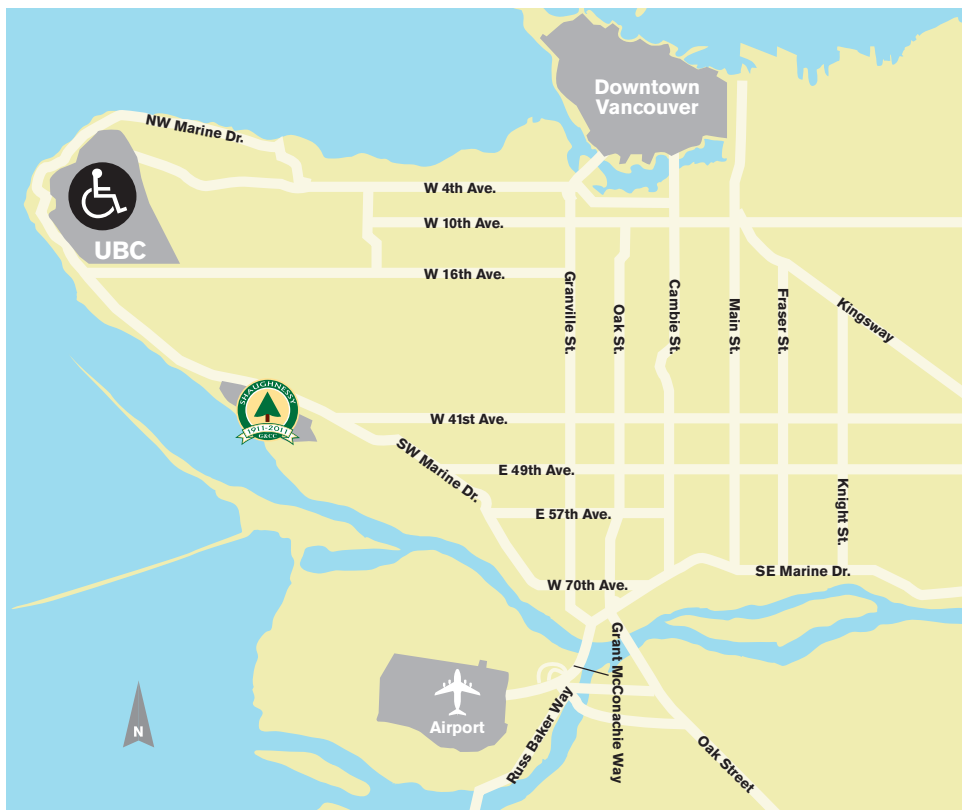 Downtown
Vancouver
NW Marine Dr.
W 4th Ave.
UBC
W 10th Ave.
W 16th Ave.
Granville St.
Oak St.
Cambie St.
Main St.
Fraser St.
Kingsway
SHAUGHNESSY
1911-2011
G&CC
W 41st Ave.
SW Marine Dr.
E 49th Ave.
Knight St.
E 57th Ave.
SE Marine Dr.
W 70th Ave.
Grant McConachie Way
Airport
Russ Baker Way
Oak Street
N